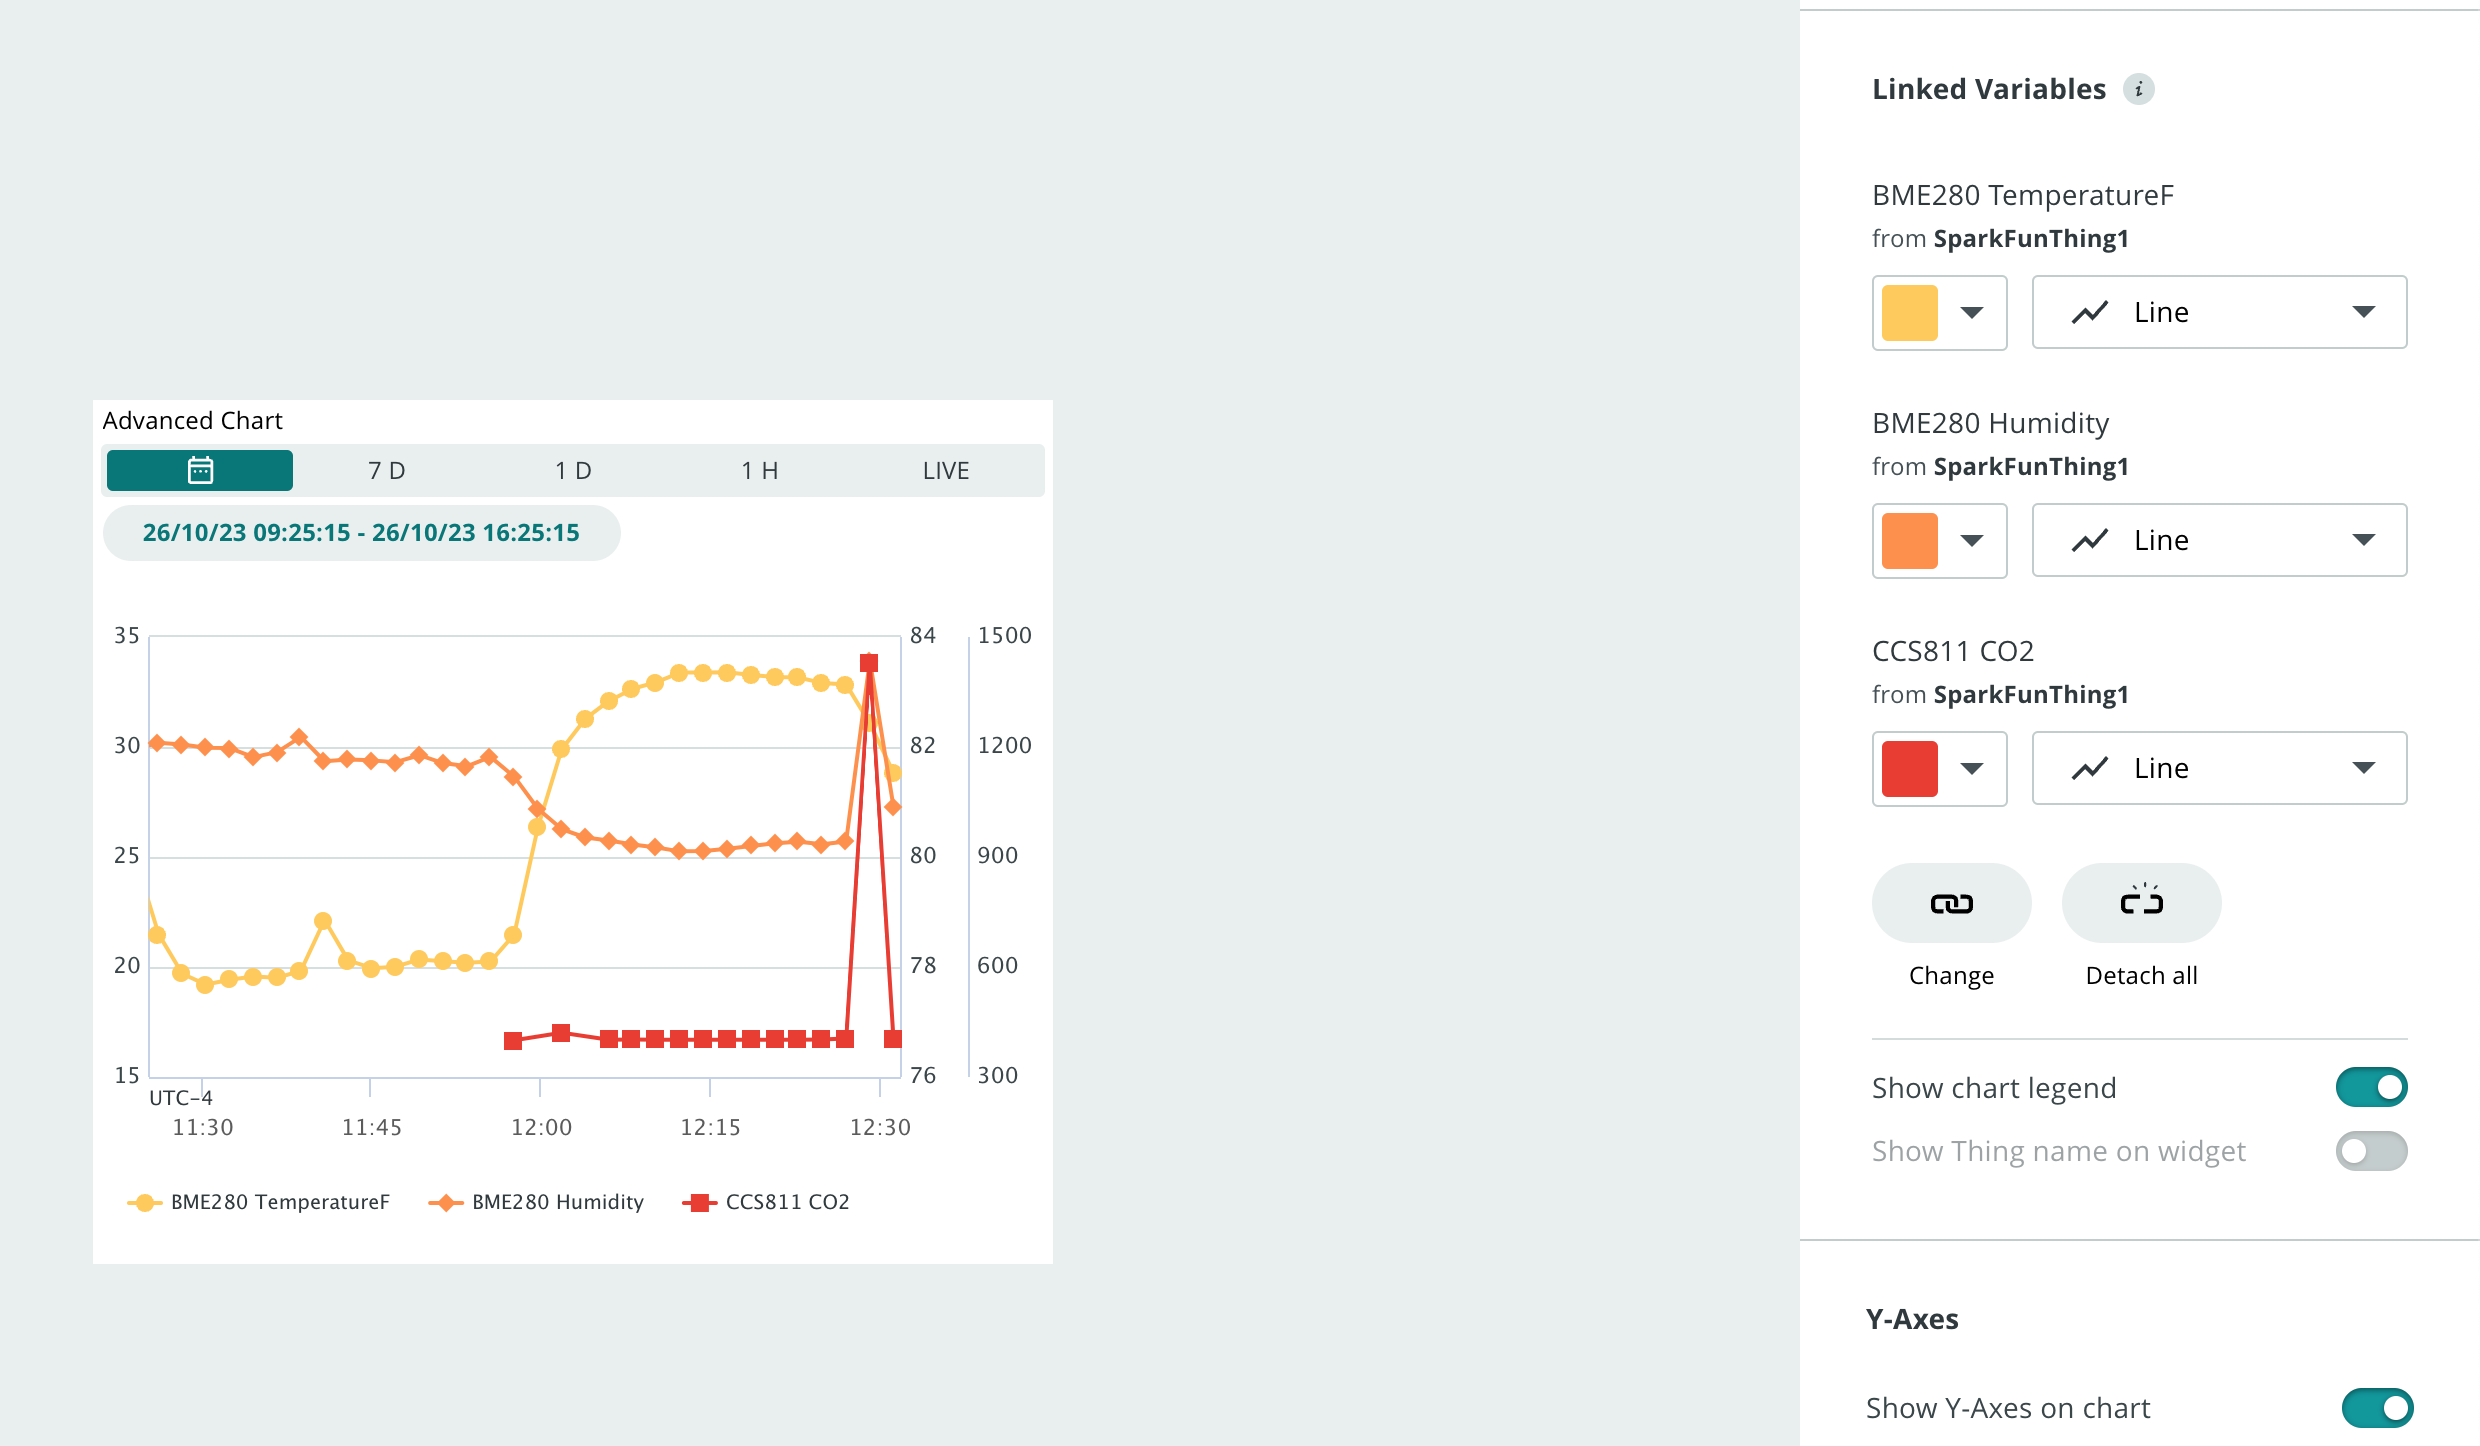 Advanced Chart
7 D 1 D 1 H LIVE
26/10/23 09:25:15 - 26/10/23 16:25:15
35 84 1500
30 82 1200
25 80 900
20 78 600
15 76 300
UTC-4
11:30 11:45 12:00 12:15 12:30
BME280 TemperatureF BME280 Humidity CCS811 CO2
Linked Variables i
BME280 TemperatureF
from SparkFunThing1
Line
BME280 Humidity
from SparkFunThing1
Line
CCS811 CO2
from SparkFunThing1
Line
Change Detach all
Show chart legend
Show Thing name on widget
Y-Axes
Show Y-Axes on chart